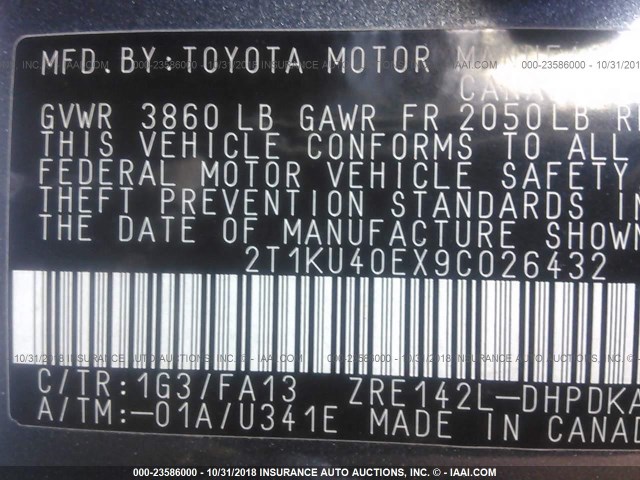 MFD.BY:TOYOTA MOTOR
GVWR 3860 LB GAWR FR 2050LB
THIS VEHICLE CONFORMS TO ALL
FEDERAL MOTOR VEHICLE SAFETY
THEFT PREVENTION STANDARDS IN
THE DATE OF MANUFACTURE SHOWN
2T1KU40EX9C026432
C/TR:1G3/FA13 ZRE142L-DHPDKA
A/TM:-01A/U341E MADE IN CANAD
000-23586000 - 10/31/2018 INSURANCE AUTO AUCTIONS, INC. - © - IAAI.COM